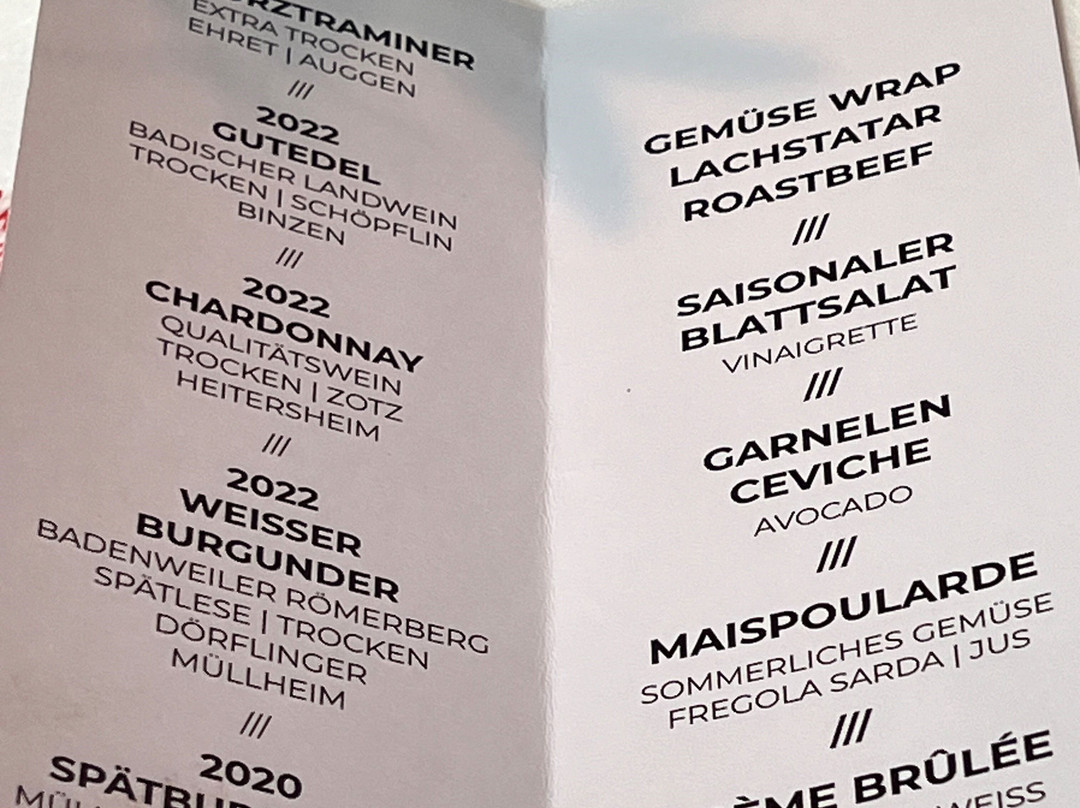 EXTRA TROCKEN
EHRET | AUGGEN
///
2022
GUTEDEL
BADISCHER LANDWEIN
TROCKEN | SCHÖPFLIN
BINZEN
///
2022
CHARDONNAY
QUALITÄTSWEIN
TROCKEN | ZOTZ
HEITERSHEIM
///
2022
WEISSER
BURGUNDER
BADENWEILER RÖMERBERG
SPÄTLESE | TROCKEN
DÖRFLINGER
MÜLLHEIM
///
2020
GEMÜSE WRAP
LACHSTATAR
ROASTBEEF
///
SAISONALER
BLATTSALAT
VINAIGRETTE
///
GARNELEN
CEVICHE
AVOCADO
///
MAISPOULARDE
SOMMERLICHES GEMÜSE
FREGOLA SARDA | JUS
///
BRÛLÉE